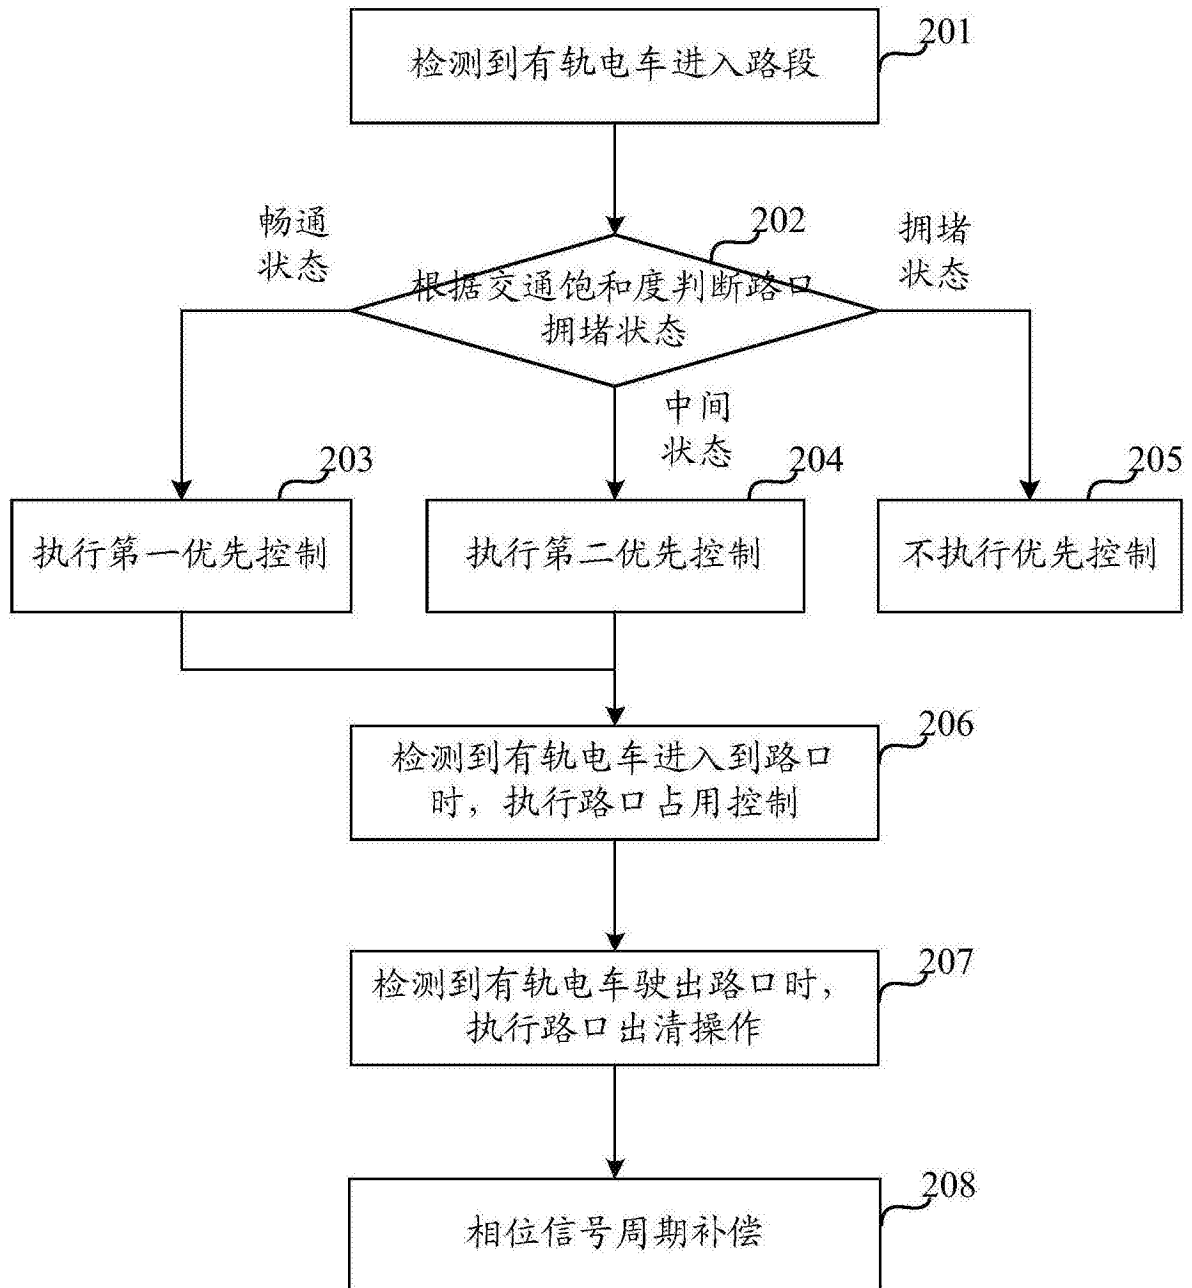 201
检测到有轨电车进入路段
畅通
状态
202
拥堵
状态
根据交通饱和度判断路口
拥堵状态
中间
状态
203
204
205
执行第一优先控制
执行第二优先控制
不执行优先控制
206
检测到有轨电车进入到路口
时，执行路口占用控制
207
检测到有轨电车驶出路口时，
执行路口出清操作
208
相位信号周期补偿